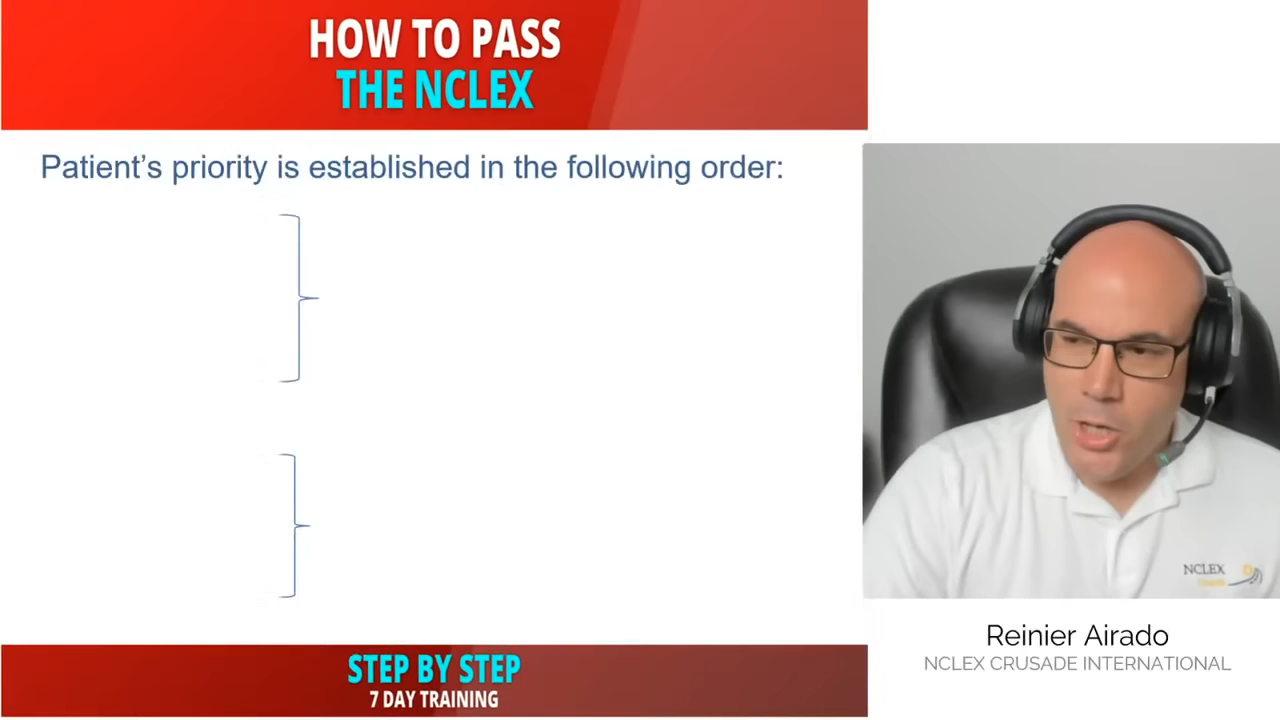 HOW TO PASS
THE NCLEX
Patient's priority is established in the following order:
NCLEX
Reinier Airado
NCLEX CRUSADE INTERNATIONAL
STEP BY STEP
7 DAY TRAINING